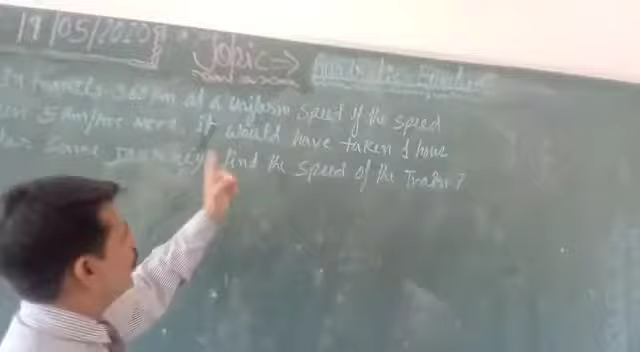 19/05/2020 Topic → Quadratic Equation
travels 360 km at a uniform speed if the speed
5 km/hr more, it would have taken 1 hour
same journey find the speed of the Train?